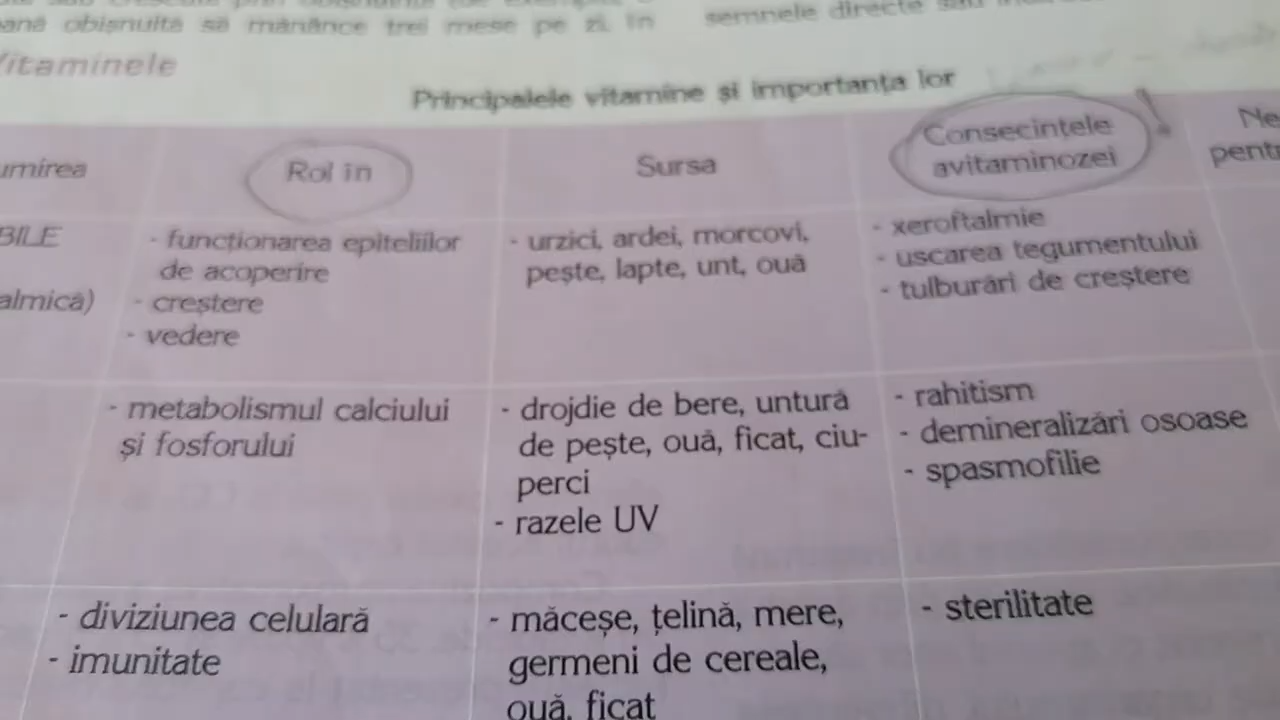 ană obișnuită să mănânce trei mese pe zi, în
semnele directe sau
Vitaminele
Principalele vitamine și importanța lor
umirea
Rol în
Sursa
Consecințele
avitaminozei
Ne
pentr
BILE
almică)
- funcționarea epiteliilor
de acoperire
- creștere
- vedere
- urzici, ardei, morcovi,
pește, lapte, unt, ouă
- xeroftalmie
- uscarea tegumentului
- tulburări de creștere
- metabolismul calciului
și fosforului
- drojdie de bere, untură
de pește, ouă, ficat, ciu-
perci
- razele UV
- rahitism
- demineralizări osoase
- spasmofilie
- diviziunea celulară
- imunitate
- măceșe, țelină, mere,
germeni de cereale,
ouă, ficat
- sterilitate